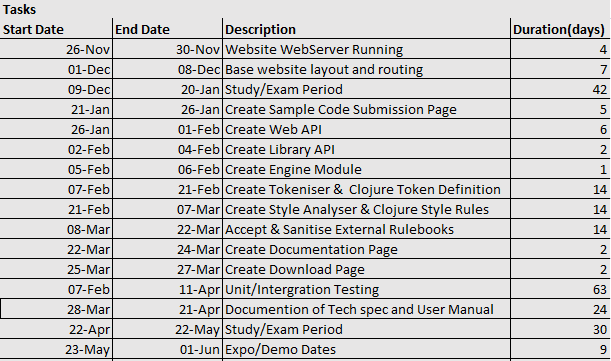 Tasks
Start Date End Date Description Duration(days)
26-Nov 30-Nov Website WebServer Running 4
01-Dec 08-Dec Base website layout and routing 7
09-Dec 20-Jan Study/Exam Period 42
21-Jan 26-Jan Create Sample Code Submission Page 5
26-Jan 01-Feb Create Web API 6
02-Feb 04-Feb Create Library API 2
05-Feb 06-Feb Create Engine Module 1
07-Feb 21-Feb Create Tokeniser & Clojure Token Definition 14
21-Feb 07-Mar Create Style Analyser & Clojure Style Rules 14
08-Mar 22-Mar Accept & Sanitise External Rulebooks 14
22-Mar 24-Mar Create Documentation Page 2
25-Mar 27-Mar Create Download Page 2
07-Feb 11-Apr Unit/Intergration Testing 63
28-Mar 21-Apr Documention of Tech spec and User Manual 24
22-Apr 22-May Study/Exam Period 30
23-May 01-Jun Expo/Demo Dates 9